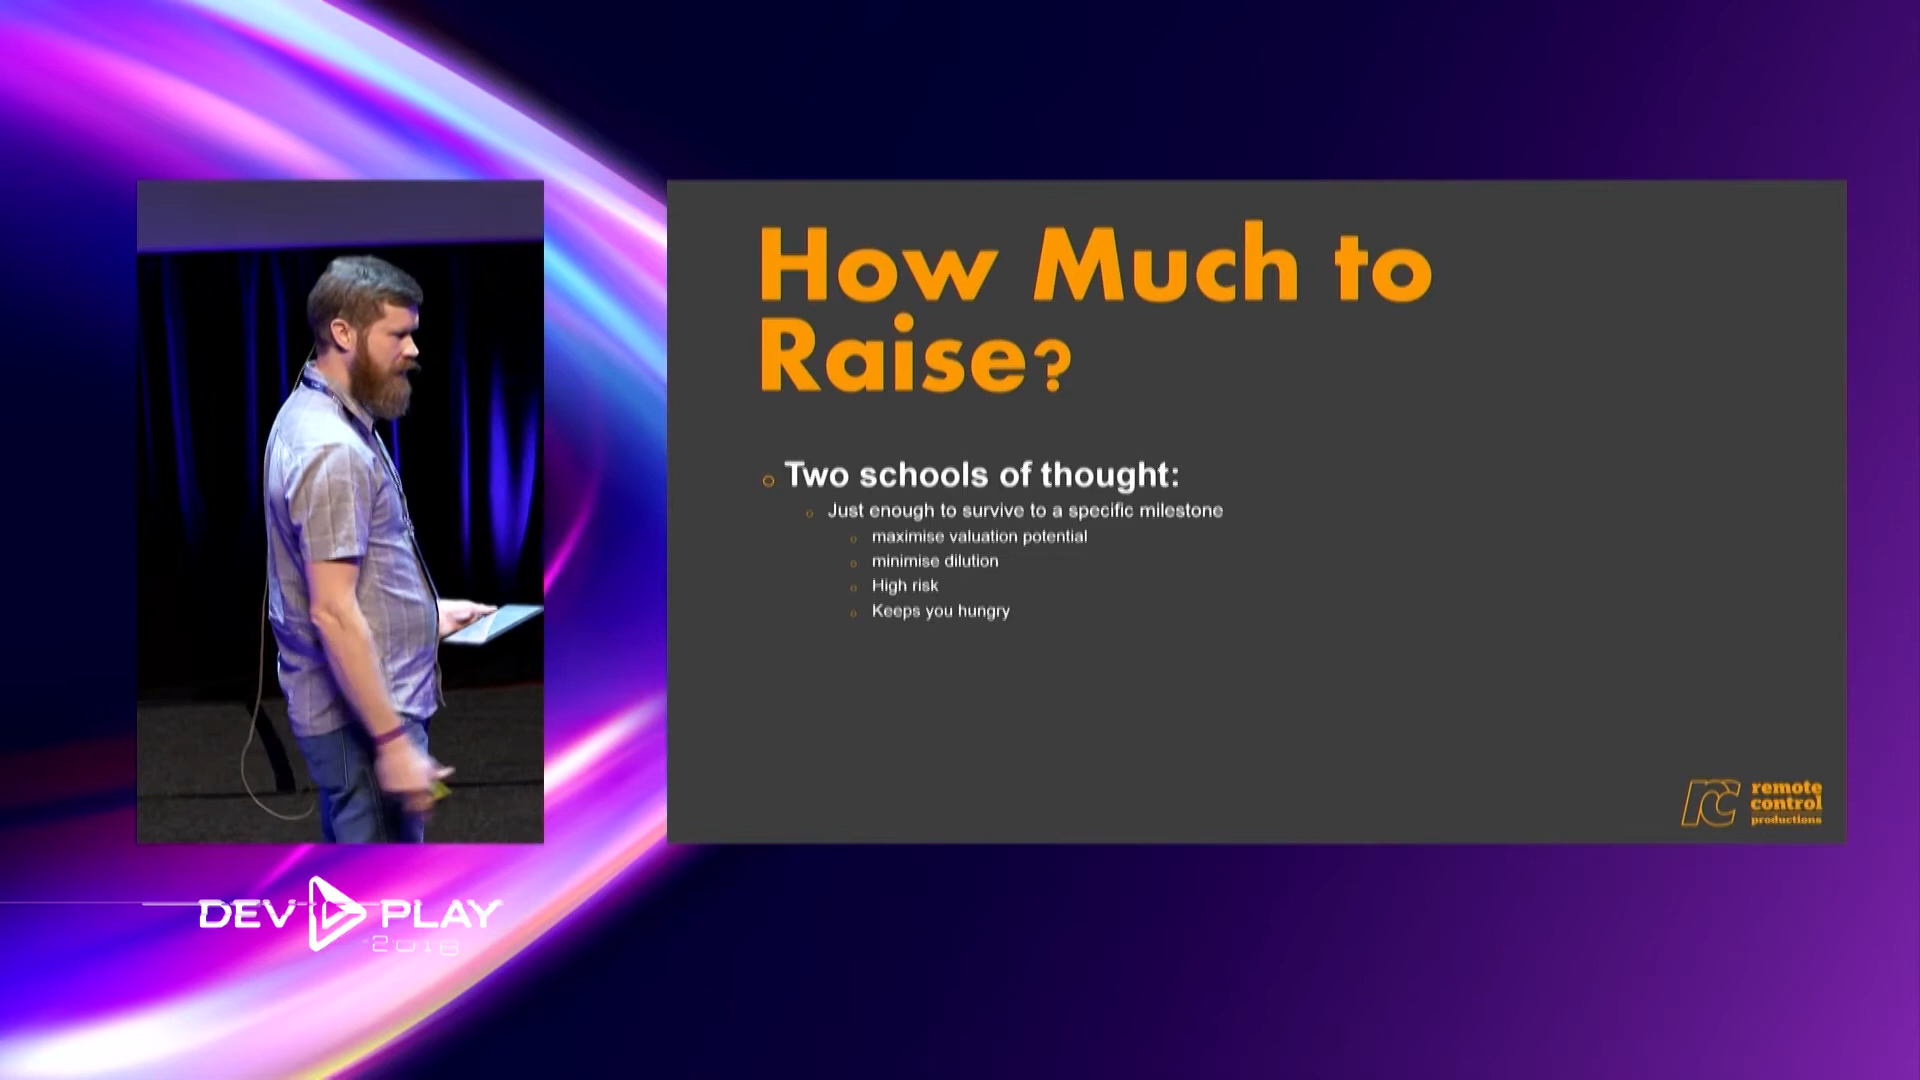 How Much to
Raise?
Two schools of thought:
Just enough to survive to a specific milestone
maximise valuation potential
minimise dilution
High risk
Keeps you hungry
remote
control
productions
DEV PLAY
2018